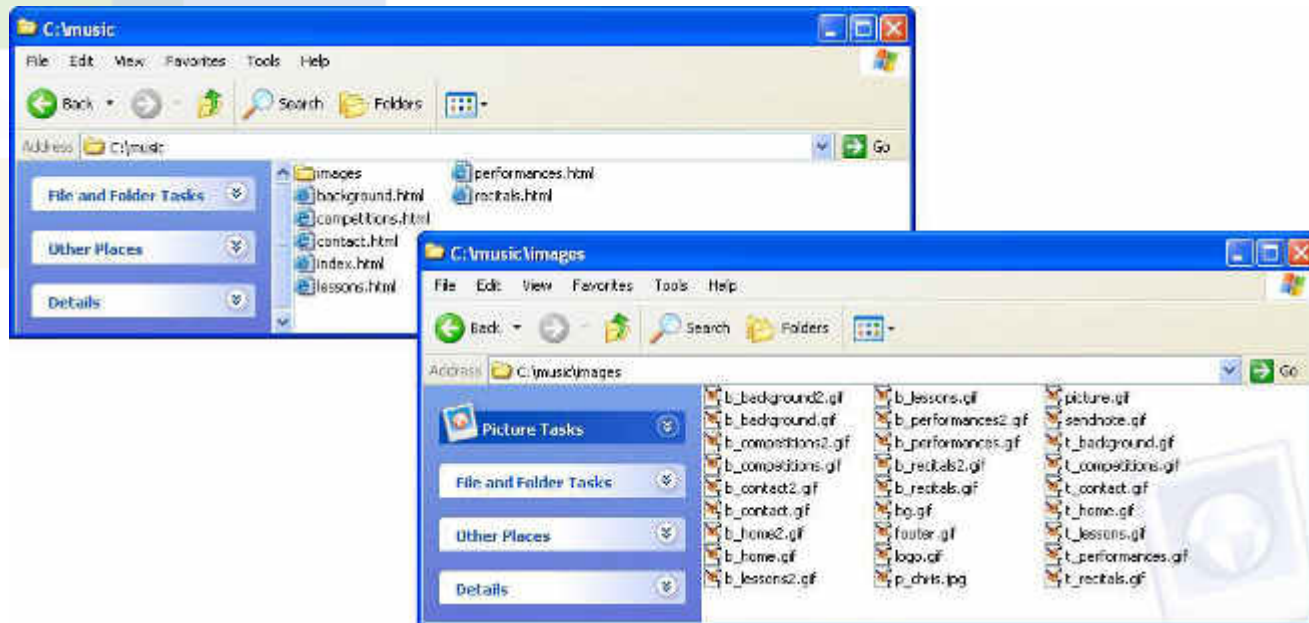 C:\music
File Edit View Favorites Tools Help
Back Search Folders
Address C:\music Go
File and Folder Tasks
Other Places
Details
images
background.html
competitions.html
contact.html
index.html
lessons.html
performances.html
recitals.html
C:\music\images
File Edit View Favorites Tools Help
Back Search Folders
Address C:\music\images Go
Picture Tasks
File and Folder Tasks
Other Places
Details
b_background2.gif
b_background.gif
b_competitions2.gif
b_competitions.gif
b_contact2.gif
b_contact.gif
b_home2.gif
b_home.gif
b_lessons2.gif
b_lessons.gif
b_performances2.gif
b_performances.gif
b_recitals2.gif
b_recitals.gif
bg.gif
footer.gif
logo.gif
p_chris.jpg
picture.gif
sendnote.gif
t_background.gif
t_competitions.gif
t_contact.gif
t_home.gif
t_lessons.gif
t_performances.gif
t_recitals.gif